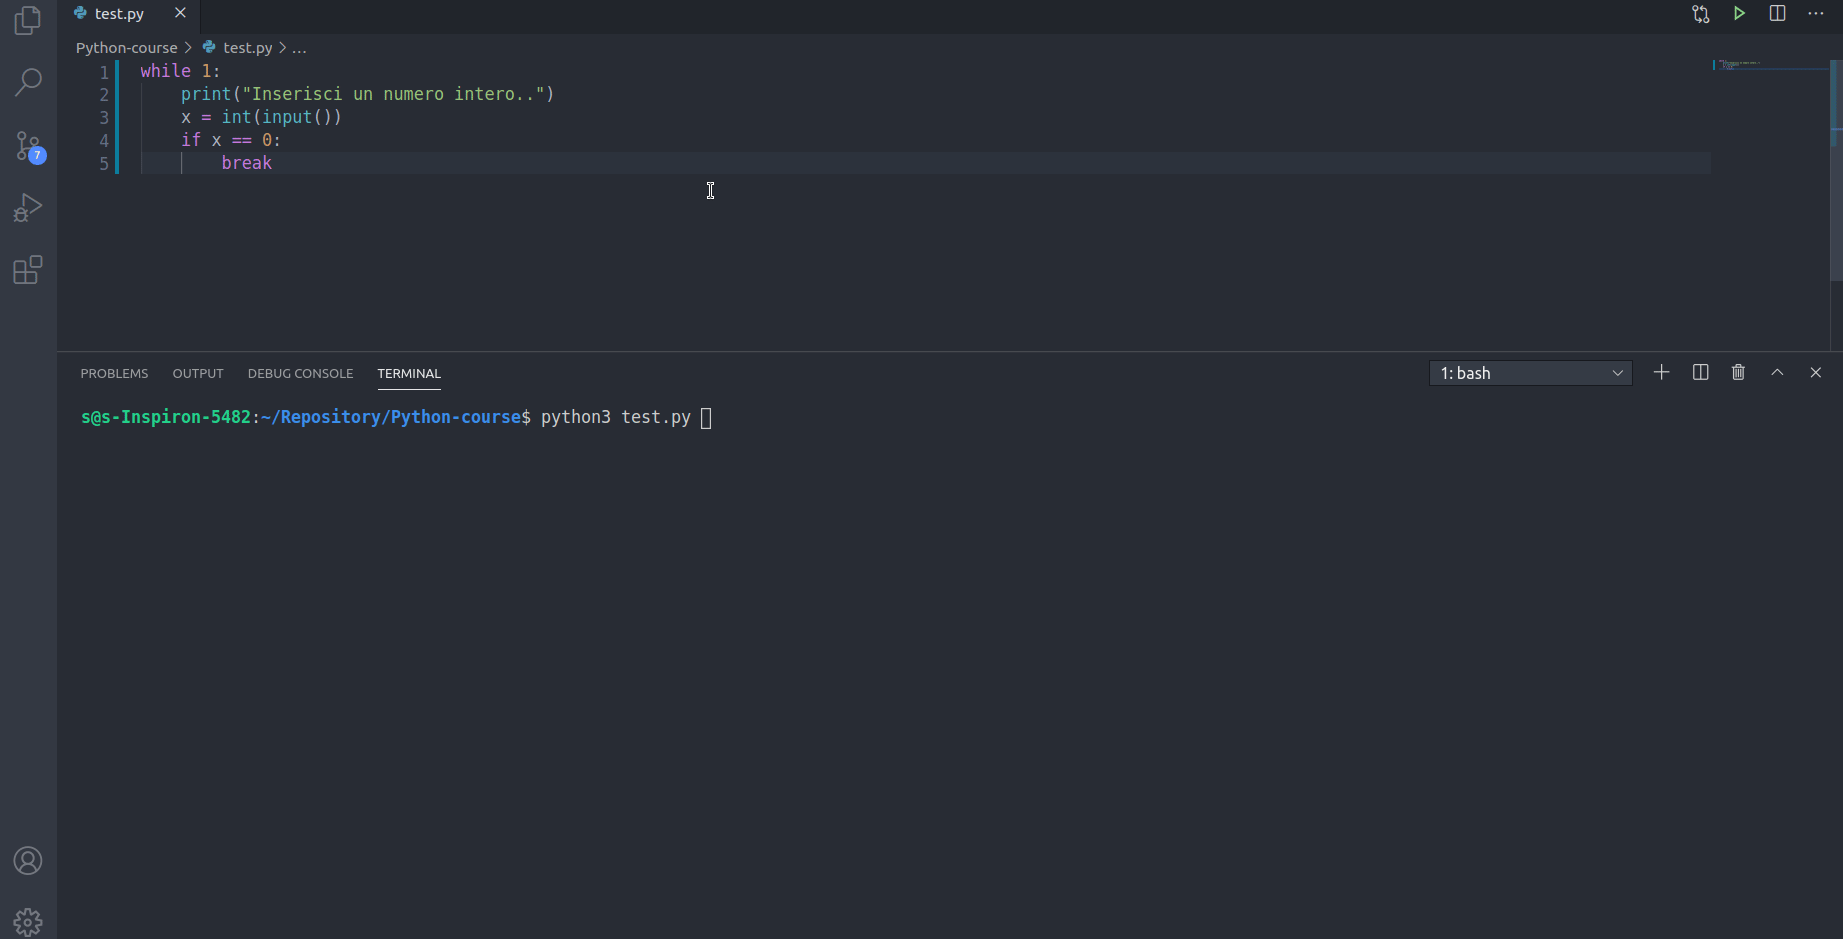 test.py
Python-course > test.py > ...
1 while 1:
2     print("Inserisci un numero intero..")
3     x = int(input())
4     if x == 0:
5         break
7
PROBLEMS OUTPUT DEBUG CONSOLE TERMINAL 1: bash
s@s-Inspiron-5482:~/Repository/Python-course$ python3 test.py